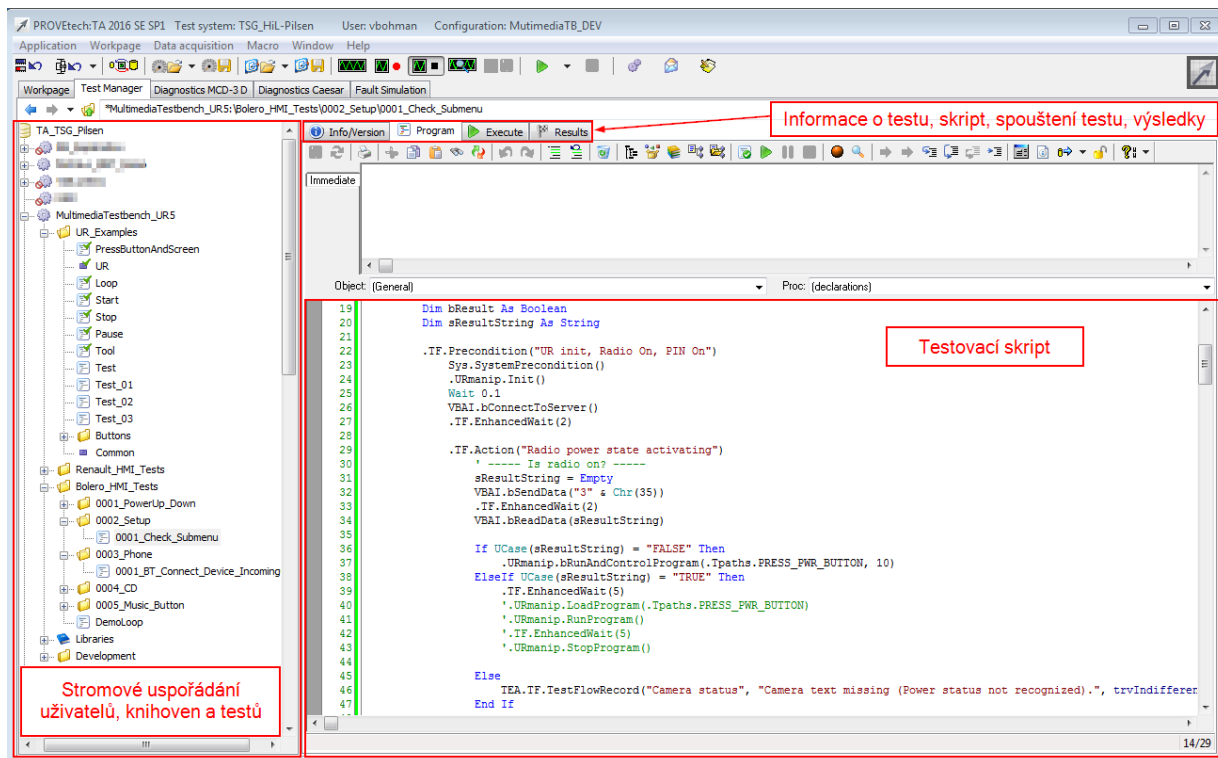 PROVEtech:TA 2016 SE SP1 Test system: TSG_HiL-Pilsen User: vbohman Configuration: MutimediaTB_DEV
Application Workpage Data acquisition Macro Window Help
Workpage Test Manager Diagnostics MCD-3 D Diagnostics Caesar Fault Simulation
*MultimediaTestbench_UR5:\Bolero_HMI_Tests\0002_Setup\0001_Check_Submenu
Informace o testu, skript, spouštení testu, výsledky
TA_TSG_Pilsen
MultimediaTestbench_UR5
UR_Examples
PressButtonAndScreen
UR
Loop
Start
Stop
Pause
Tool
Test
Test_01
Test_02
Test_03
Buttons
Common
Renault_HMI_Tests
Bolero_HMI_Tests
0001_PowerUp_Down
0002_Setup
0001_Check_Submenu
0003_Phone
0001_BT_Connect_Device_Incoming
0004_CD
0005_Music_Button
DemoLoop
Libraries
Development
Stromové uspořádání
uživatelů, knihoven a testů
Info/Version Program Execute Results
Immediate
Object: (General) Proc: (declarations)
Testovací skript
19 Dim bResult As Boolean
20 Dim sResultString As String
21
22 .TF.Precondition("UR init, Radio On, PIN On")
23 Sys.SystemPrecondition()
24 .URmanip.Init()
25 Wait 0.1
26 VBAI.bConnectToServer()
27 .TF.EnhancedWait(2)
28
29 .TF.Action("Radio power state activating")
30 ' ----- Is radio on? -----
31 sResultString = Empty
32 VBAI.bSendData("3" & Chr(35))
33 .TF.EnhancedWait(2)
34 VBAI.bReadData(sResultString)
35
36 If UCase(sResultString) = "FALSE" Then
37 .URmanip.bRunAndControlProgram(.Tpaths.PRESS_PWR_BUTTON, 10)
38 ElseIf UCase(sResultString) = "TRUE" Then
39 .TF.EnhancedWait(5)
40 '.URmanip.LoadProgram(.Tpaths.PRESS_PWR_BUTTON)
41 '.URmanip.RunProgram()
42 '.TF.EnhancedWait(5)
43 '.URmanip.StopProgram()
44
45 Else
46 TEA.TF.TestFlowRecord("Camera status", "Camera text missing (Power status not recognized).", trvIndifferen
47 End If
14/29